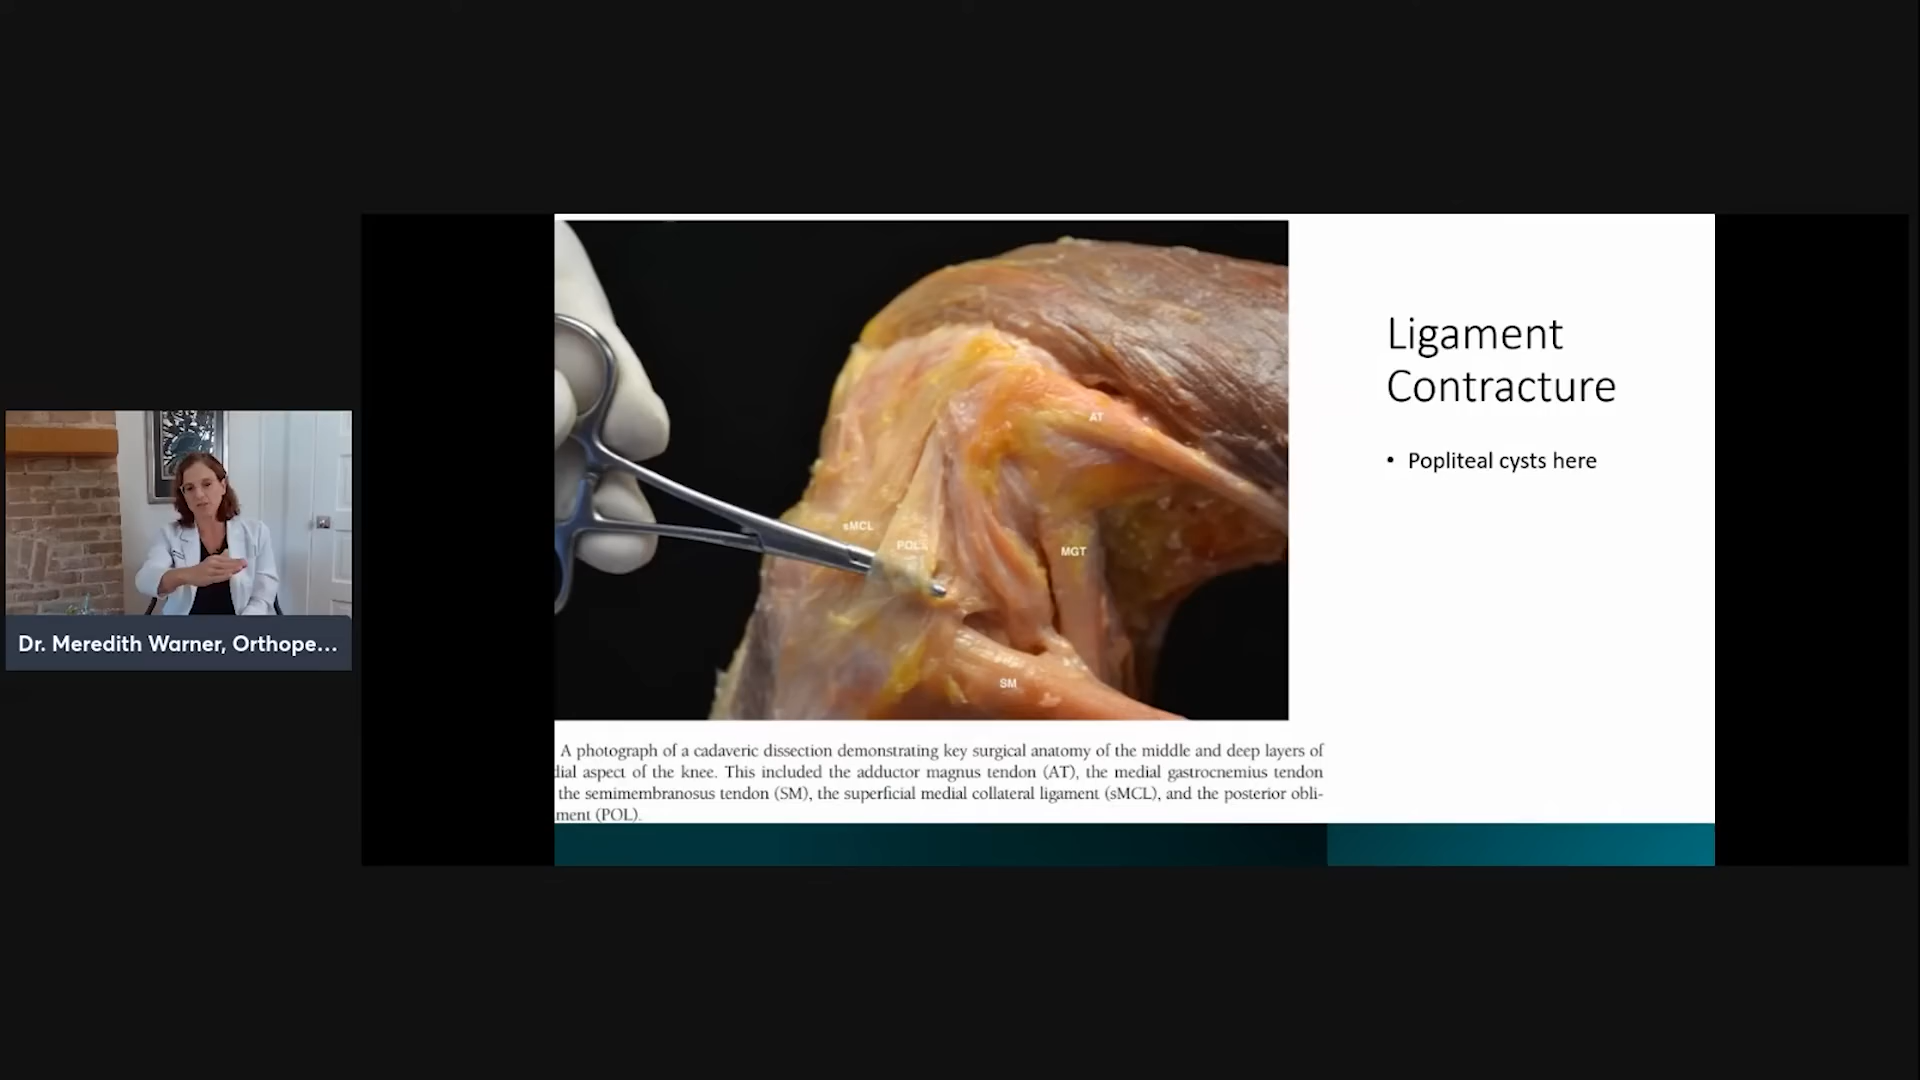 Ligament
Contracture
• Popliteal cysts here
AT
sMCL
POL
MGT
SM
A photograph of a cadaveric dissection demonstrating key surgical anatomy of the middle and deep layers of
dial aspect of the knee. This included the adductor magnus tendon (AT), the medial gastrocnemius tendon
the semimembranosus tendon (SM), the superficial medial collateral ligament (sMCL), and the posterior obli-
ment (POL).
Dr. Meredith Warner, Orthope...